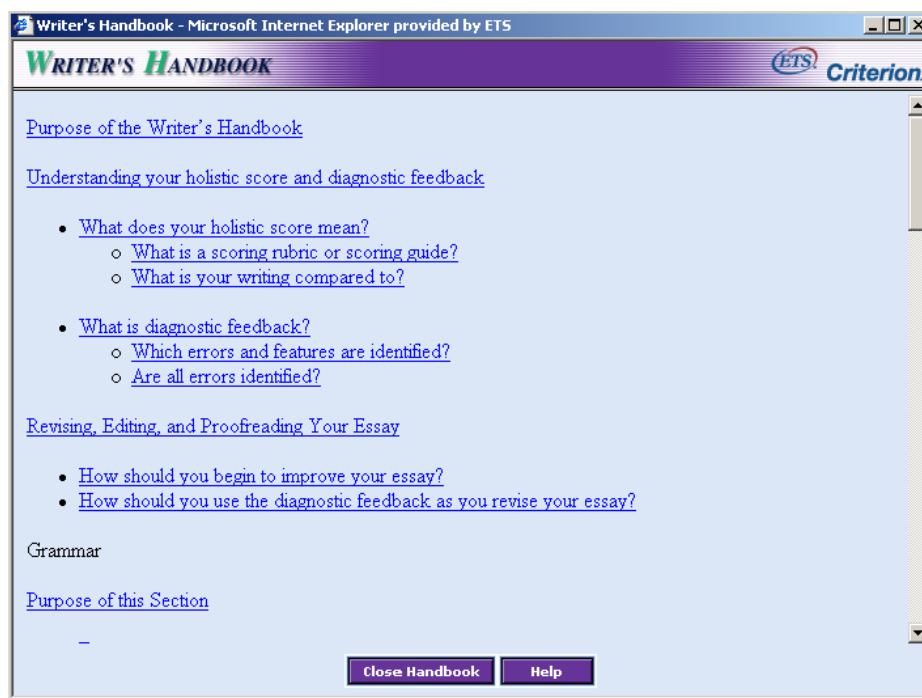 Writer's Handbook - Microsoft Internet Explorer provided by ETS
WRITER'S HANDBOOK
ETS Criterion
Purpose of the Writer's Handbook
Understanding your holistic score and diagnostic feedback
• What does your holistic score mean?
o What is a scoring rubric or scoring guide?
o What is your writing compared to?
• What is diagnostic feedback?
o Which errors and features are identified?
o Are all errors identified?
Revising, Editing, and Proofreading Your Essay
• How should you begin to improve your essay?
• How should you use the diagnostic feedback as you revise your essay?
Grammar
Purpose of this Section
Close Handbook Help